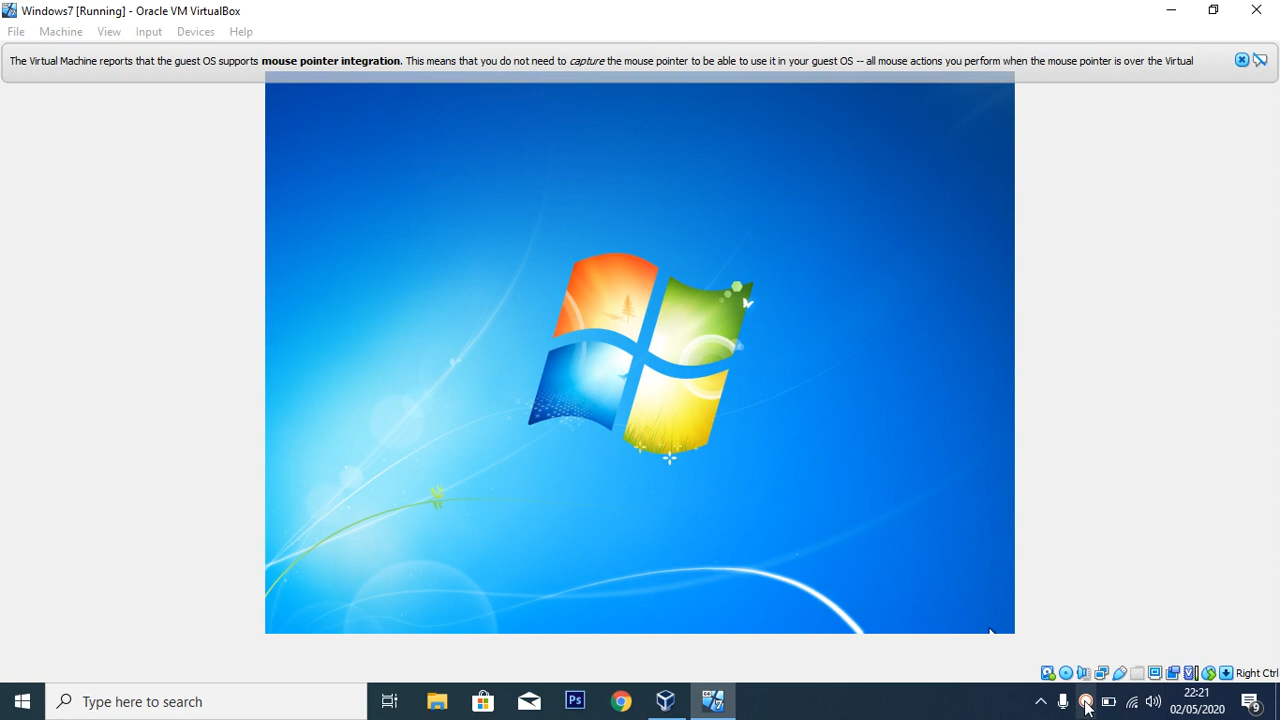 Windows7 [Running] - Oracle VM VirtualBox
File Machine View Input Devices Help
The Virtual Machine reports that the guest OS supports mouse pointer integration. This means that you do not need to capture the mouse pointer to be able to use it in your guest OS -- all mouse actions you perform when the mouse pointer is over the Virtual
Right Ctrl
Type here to search
Ps
22:21
02/05/2020
9